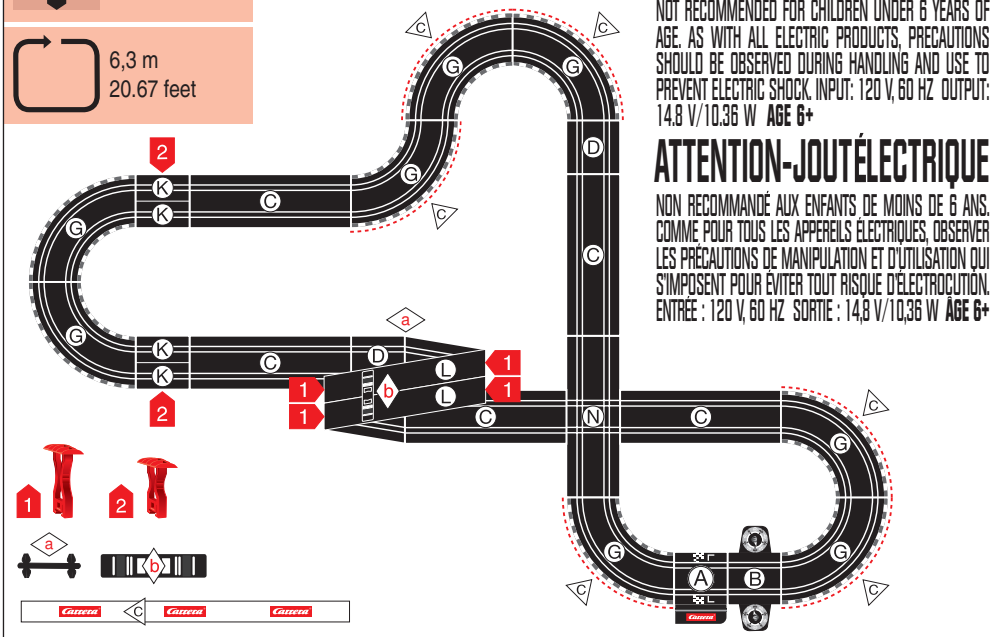 6,3 m
20.67 feet
NOT RECOMMENDED FOR CHILDREN UNDER 6 YEARS OF
AGE. AS WITH ALL ELECTRIC PRODUCTS, PRECAUTIONS
SHOULD BE OBSERVED DURING HANDLING AND USE TO
PREVENT ELECTRIC SHOCK. INPUT: 120 V, 60 HZ OUTPUT:
14.8 V/10.36 W AGE 6+
ATTENTION-JOUTÉLECTRIQUE
NON RECOMMANDÉ AUX ENFANTS DE MOINS DE 6 ANS.
COMME POUR TOUS LES APPEREILS ÉLECTRIQUES, OBSERVER
LES PRÉCAUTIONS DE MANIPULATION ET D'UTILISATION QUI
S'IMPOSENT POUR ÉVITER TOUT RISQUE D'ÉLECTROCUTION.
ENTRÉE : 120 V, 60 HZ SORTIE : 14,8 V/10,36 W ÂGE 6+
C
C
G
G
D
2
K
C
G
K
C
G
C
G
a
K
C
D
L
1
K
b
L
1
1
1
2
C
N
C
C
G
1
2
G
G
A
B
a
b
C
C
Carrera
Carrera
C
Carrera
Carrera